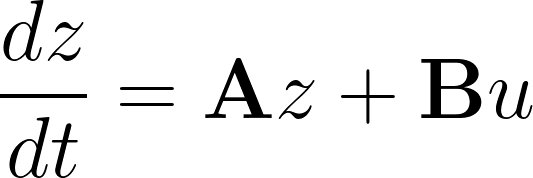 dz/dt = Az + Bu